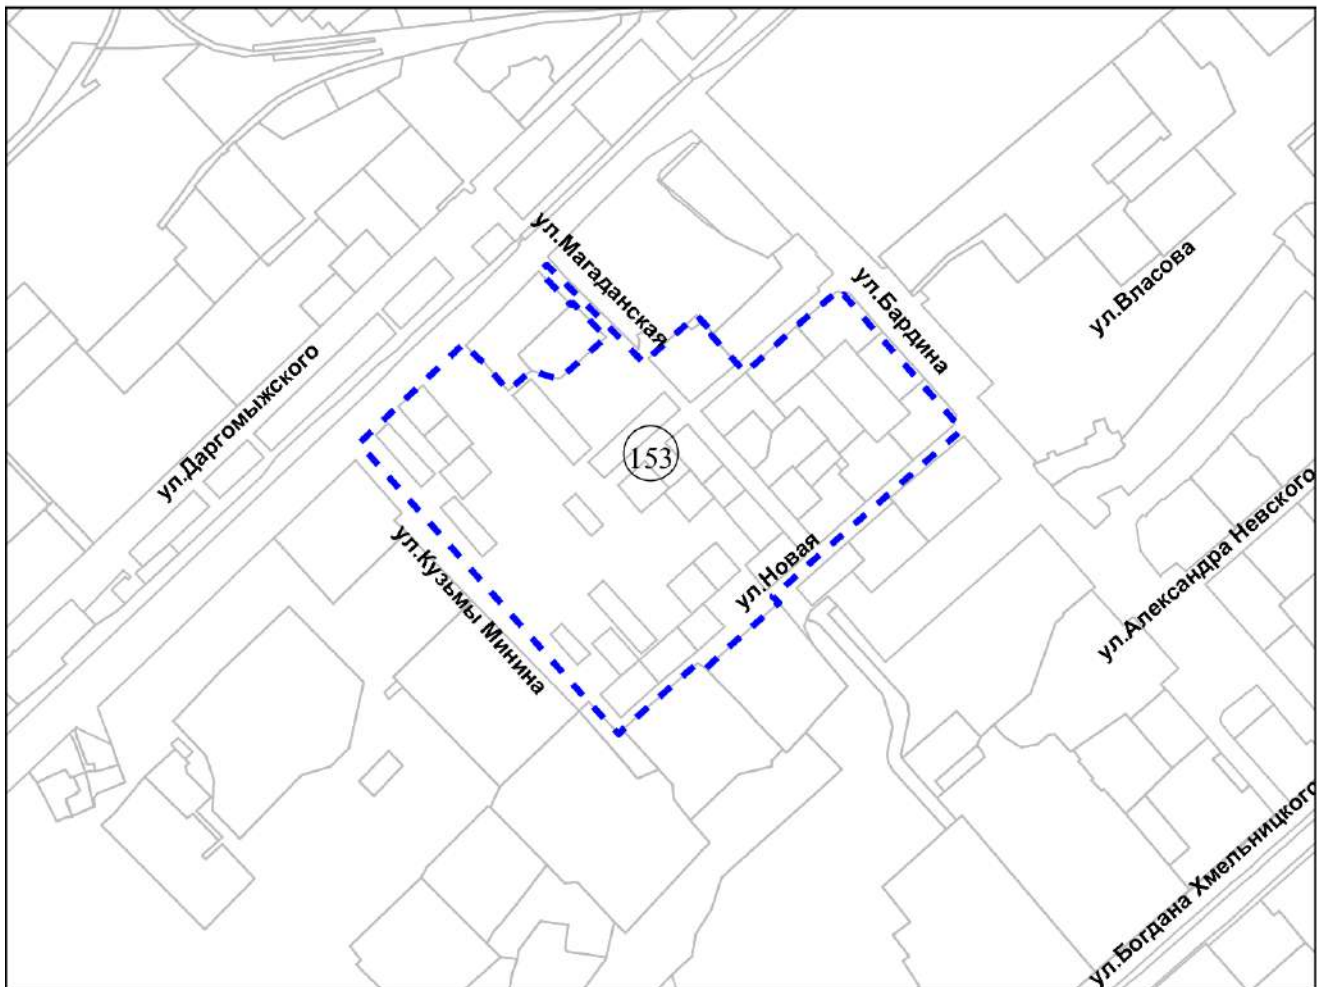 ул.Магаданская
ул.Бардина
ул.Власова
ул.Даргомыжского
153
ул.Александра Невского
ул.Новая
ул.Кузьмы Минина
ул.Богдана Хмельницкого